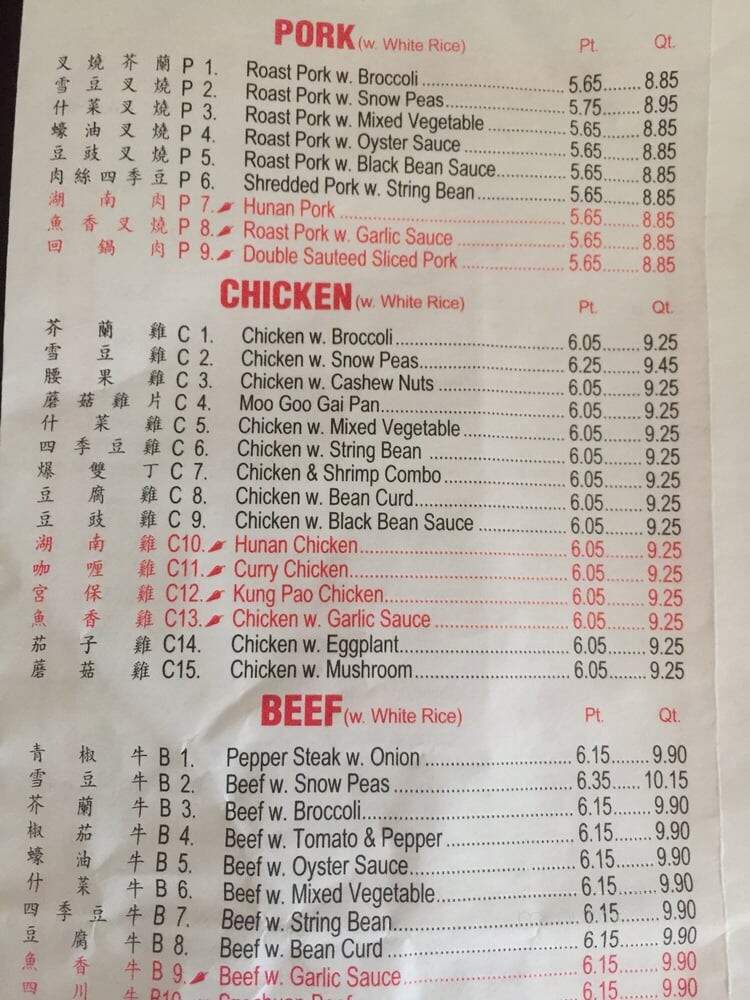 PORK (w. White Rice) Pt. Qt.
叉燒芥蘭 P 1. Roast Pork w. Broccoli 5.65 8.85
雪豆叉燒 P 2. Roast Pork w. Snow Peas 5.75 8.95
什菜叉燒 P 3. Roast Pork w. Mixed Vegetable 5.65 8.85
蠔油叉燒 P 4. Roast Pork w. Oyster Sauce 5.65 8.85
豆豉叉燒 P 5. Roast Pork w. Black Bean Sauce 5.65 8.85
肉絲四季豆 P 6. Shredded Pork w. String Bean 5.65 8.85
湖南肉 P 7. Hunan Pork 5.65 8.85
魚香叉燒 P 8. Roast Pork w. Garlic Sauce 5.65 8.85
回鍋肉 P 9. Double Sauteed Sliced Pork 5.65 8.85
CHICKEN (w. White Rice) Pt. Qt.
芥蘭雞 C 1. Chicken w. Broccoli 6.05 9.25
雪豆雞 C 2. Chicken w. Snow Peas 6.25 9.45
腰果雞 C 3. Chicken w. Cashew Nuts 6.05 9.25
蘑菇雞片 C 4. Moo Goo Gai Pan 6.05 9.25
什菜雞 C 5. Chicken w. Mixed Vegetable 6.05 9.25
四季豆雞 C 6. Chicken w. String Bean 6.05 9.25
爆雙丁 C 7. Chicken & Shrimp Combo 6.05 9.25
豆腐雞 C 8. Chicken w. Bean Curd 6.05 9.25
豆豉雞 C 9. Chicken w. Black Bean Sauce 6.05 9.25
湖南雞 C10. Hunan Chicken 6.05 9.25
咖喱雞 C11. Curry Chicken 6.05 9.25
宮保雞 C12. Kung Pao Chicken 6.05 9.25
魚香雞 C13. Chicken w. Garlic Sauce 6.05 9.25
茄子雞 C14. Chicken w. Eggplant 6.05 9.25
蘑菇雞 C15. Chicken w. Mushroom 6.05 9.25
BEEF (w. White Rice) Pt. Qt.
青椒牛 B 1. Pepper Steak w. Onion 6.15 9.90
雪豆牛 B 2. Beef w. Snow Peas 6.35 10.15
芥蘭牛 B 3. Beef w. Broccoli 6.15 9.90
椒茄牛 B 4. Beef w. Tomato & Pepper 6.15 9.90
蠔油牛 B 5. Beef w. Oyster Sauce 6.15 9.90
什菜牛 B 6. Beef w. Mixed Vegetable 6.15 9.90
四季豆牛 B 7. Beef w. String Bean 6.15 9.90
豆腐牛 B 8. Beef w. Bean Curd 6.15 9.90
魚香牛 B 9. Beef w. Garlic Sauce 6.15 9.90
四川牛 B10. Szechuan Beef 6.15 9.90